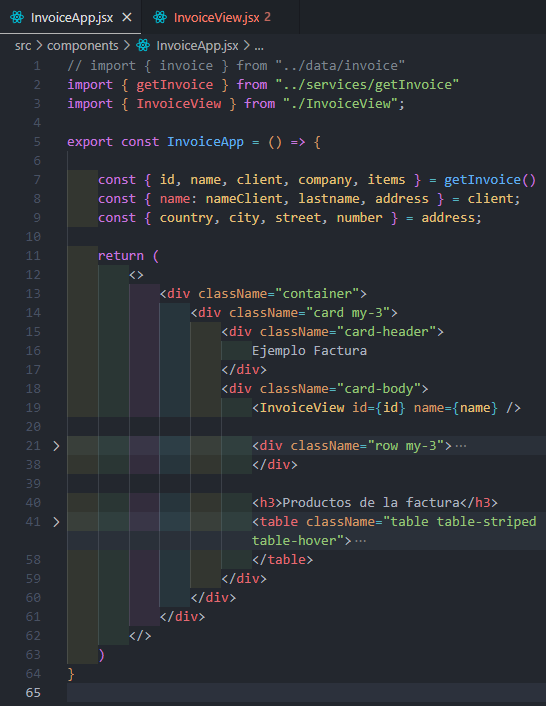 InvoiceApp.jsx × InvoiceView.jsx 2
src > components > InvoiceApp.jsx > ...
1 // import { invoice } from "../data/invoice"
2 import { getInvoice } from "../services/getInvoice"
3 import { InvoiceView } from "./InvoiceView";
4
5 export const InvoiceApp = () => {
6
7 const { id, name, client, company, items } = getInvoice()
8 const { name: nameClient, lastname, address } = client;
9 const { country, city, street, number } = address;
10
11 return (
12 <>
13 <div className="container">
14 <div className="card my-3">
15 <div className="card-header">
16 Ejemplo Factura
17 </div>
18 <div className="card-body">
19 <InvoiceView id={id} name={name} />
20
21 > <div className="row my-3">···
38 </div>
39
40 <h3>Productos de la factura</h3>
41 > <table className="table table-striped
table-hover">···
58 </table>
59 </div>
60 </div>
61 </div>
62 </>
63 )
64 }
65